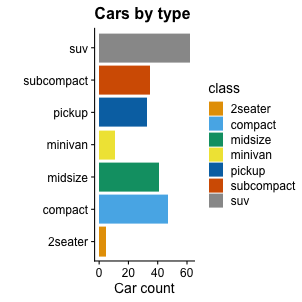 Cars by type
suv
subcompact
pickup
minivan
midsize
compact
2seater
0 20 40 60
Car count
class
2seater
compact
midsize
minivan
pickup
subcompact
suv